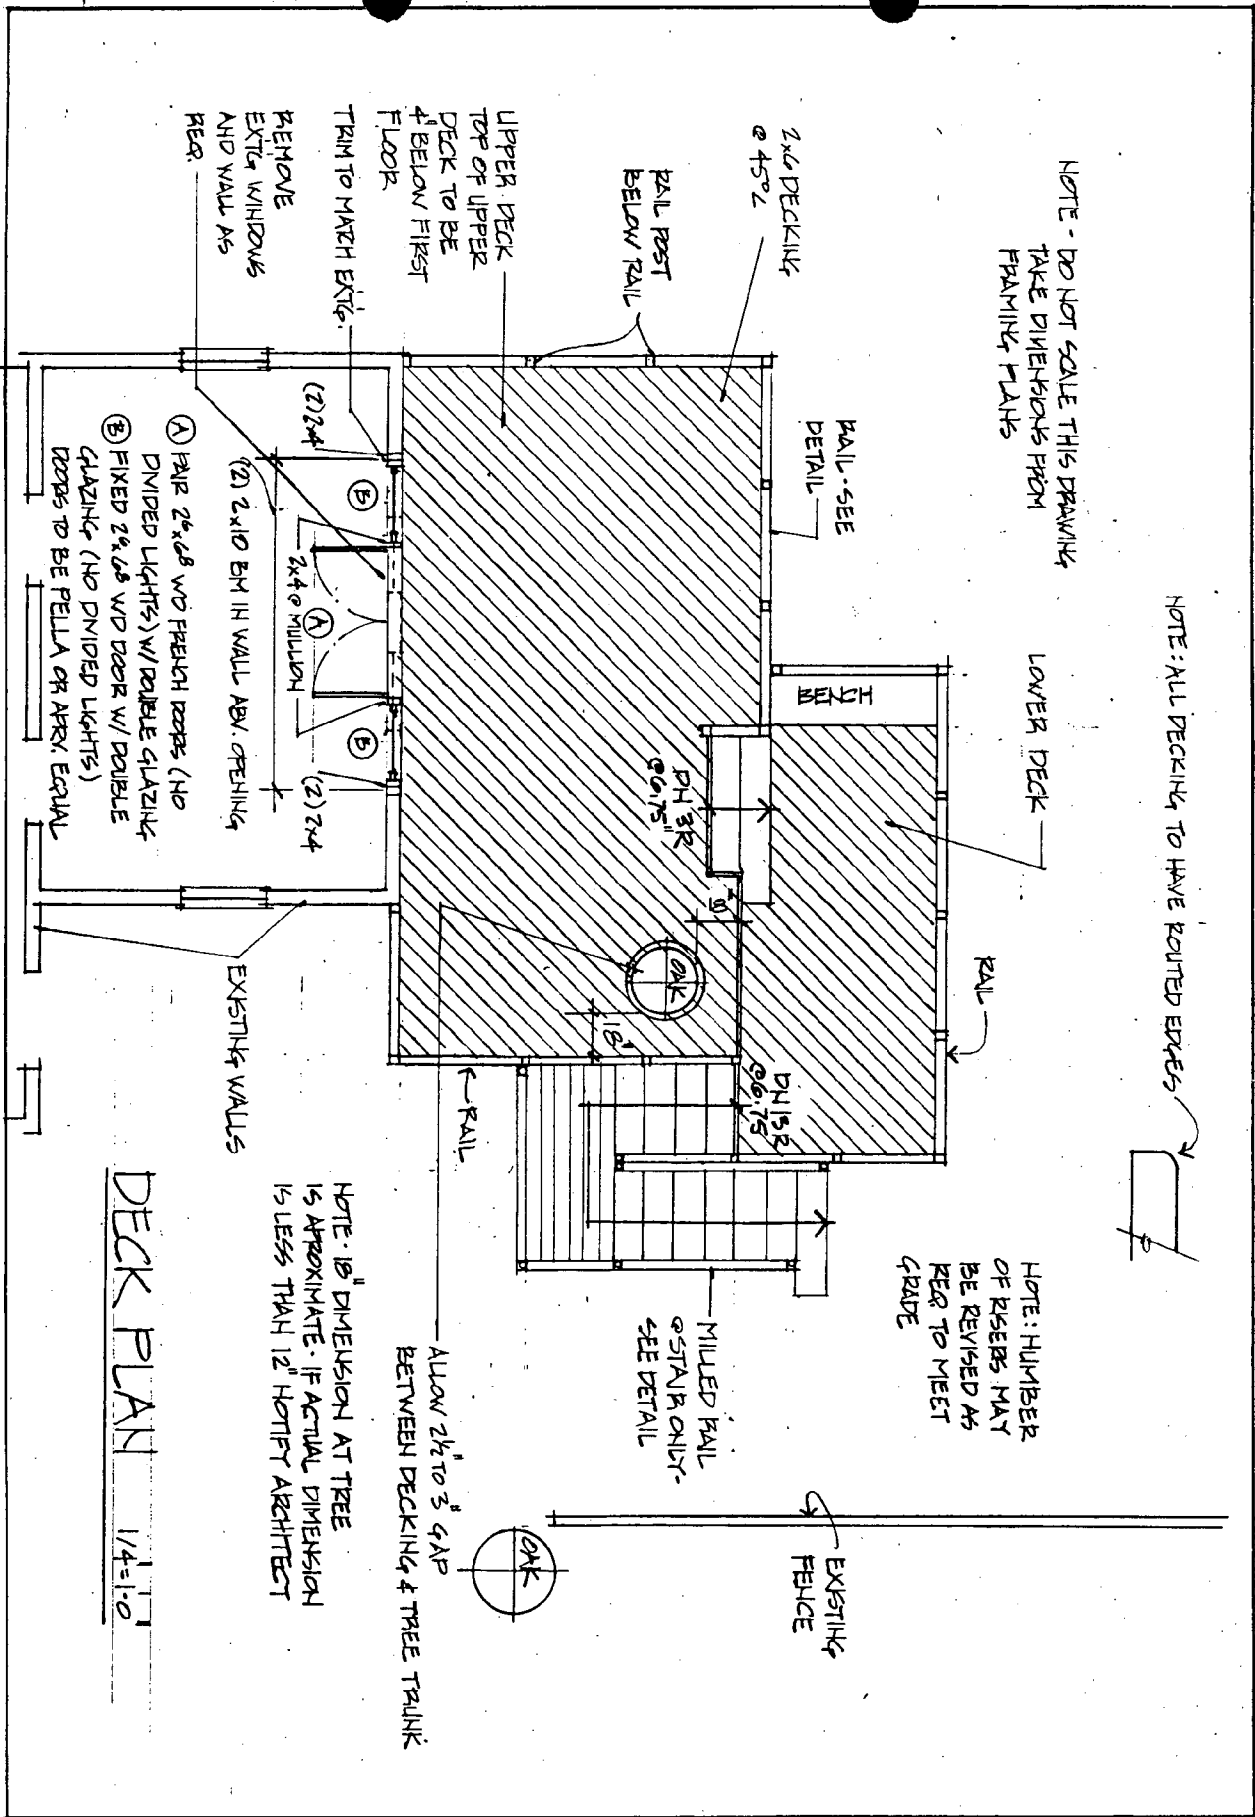 NOTE - DO NOT SCALE THIS DRAWING
TAKE DIMENSIONS FROM
FRAMING PLANS
NOTE: ALL DECKING TO HAVE ROUTED EDGES
2x6 DECKING
@ 45°∠
RAIL - SEE
DETAIL
LOWER DECK
RAIL
NOTE: NUMBER
OF RISERS MAY
BE REVISED AS
REQ TO MEET
GRADE
RAIL POST
BELOW RAIL
BENCH
DN 3R
@6.75"
18"
OAK
18"
DN 13R
@6.75
MILLED RAIL
@STAIR ONLY-
SEE DETAIL
EXISTING
FENCE
UPPER DECK
TOP OF UPPER
DECK TO BE
4" BELOW FIRST
FLOOR
TRIM TO MATCH EXT'G.
RAIL
ALLOW 2½" TO 3" GAP
BETWEEN DECKING & TREE TRUNK
OAK
REMOVE
EXT'G WINDOWS
AND WALL AS
REQ.
(2) 2x4
B
A
B
2x4 @ MULLION
(2) 2x4
(2) 2x10 BM IN WALL ABV. OPENING
A PAIR 2⁶x6⁸ WD FRENCH DOORS (NO
DIVIDED LIGHTS) W/ DOUBLE GLAZING
B FIXED 2⁶x6⁸ WD DOOR W/ DOUBLE
GLAZING (NO DIVIDED LIGHTS)
DOORS TO BE PELLA OR APRV. EQUAL
EXISTING WALLS
NOTE - 18" DIMENSION AT TREE
IS APPROXIMATE - IF ACTUAL DIMENSION
IS LESS THAN 12" NOTIFY ARCHITECT
DECK PLAN 1/4"=1'-0"